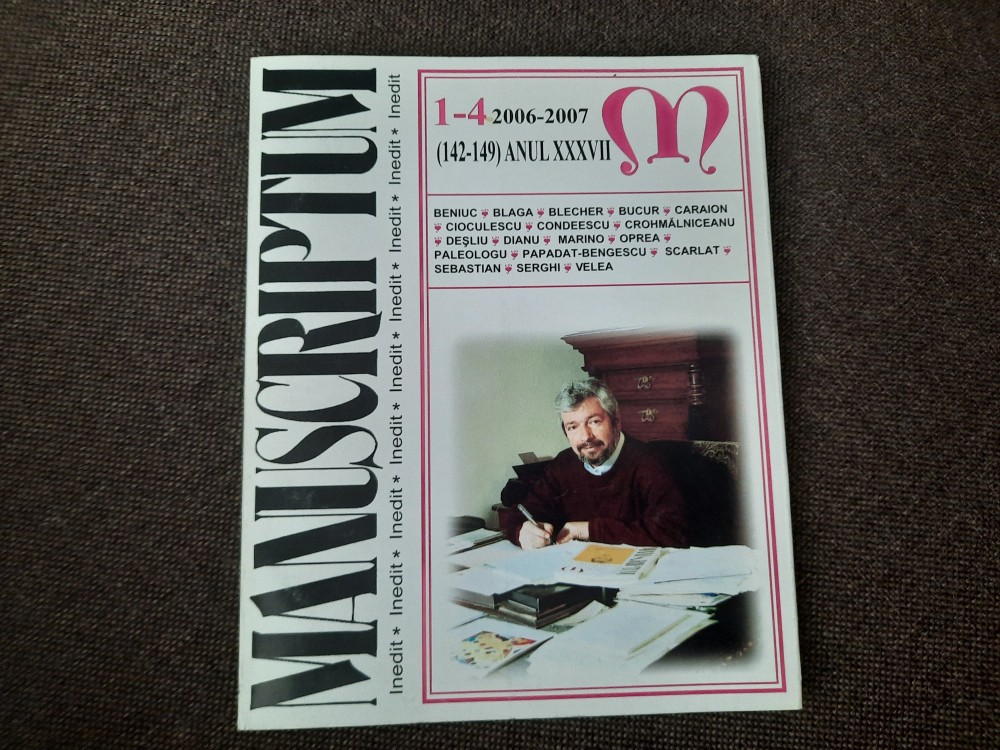 MANUSCRIPTUM
Inedit * Inedit * Inedit * Inedit * Inedit * Inedit * Inedit * Inedit
1-4 2006-2007
(142-149) ANUL XXXVII
M
BENIUC BLAGA BLECHER BUCUR CARAION
CIOCULESCU CONDEESCU CROHMĂLNICEANU
DEŞLIU DIANU MARINO OPREA
PALEOLOGU PAPADAT-BENGESCU SCARLAT
SEBASTIAN SERGHI VELEA